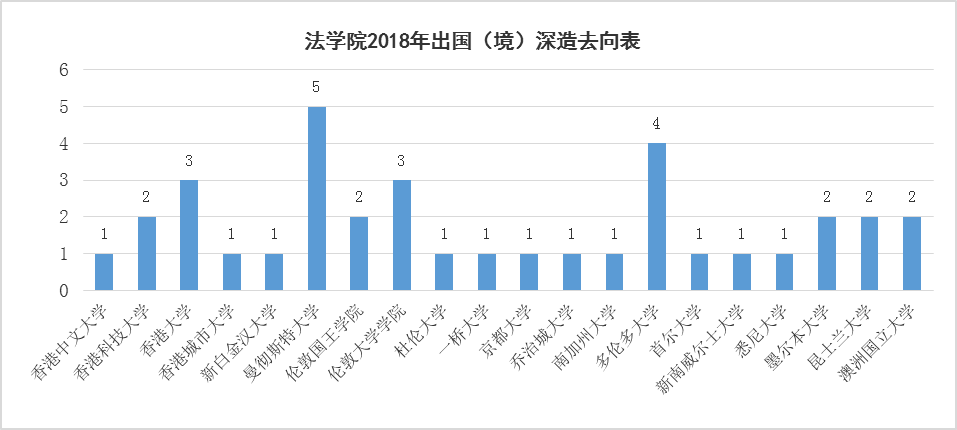 法学院2018年出国（境）深造去向表
6
5
4
3
2
1
0
1
2
3
1
1
5
2
3
1
1
1
1
1
4
1
1
1
2
2
2
香港中文大学
香港科技大学
香港大学
香港城市大学
新白金汉大学
曼彻斯特大学
伦敦国王学院
伦敦大学学院
杜伦大学
一桥大学
京都大学
乔治城大学
南加州大学
多伦多大学
首尔大学
新南威尔士大学
悉尼大学
墨尔本大学
昆士兰大学
澳洲国立大学